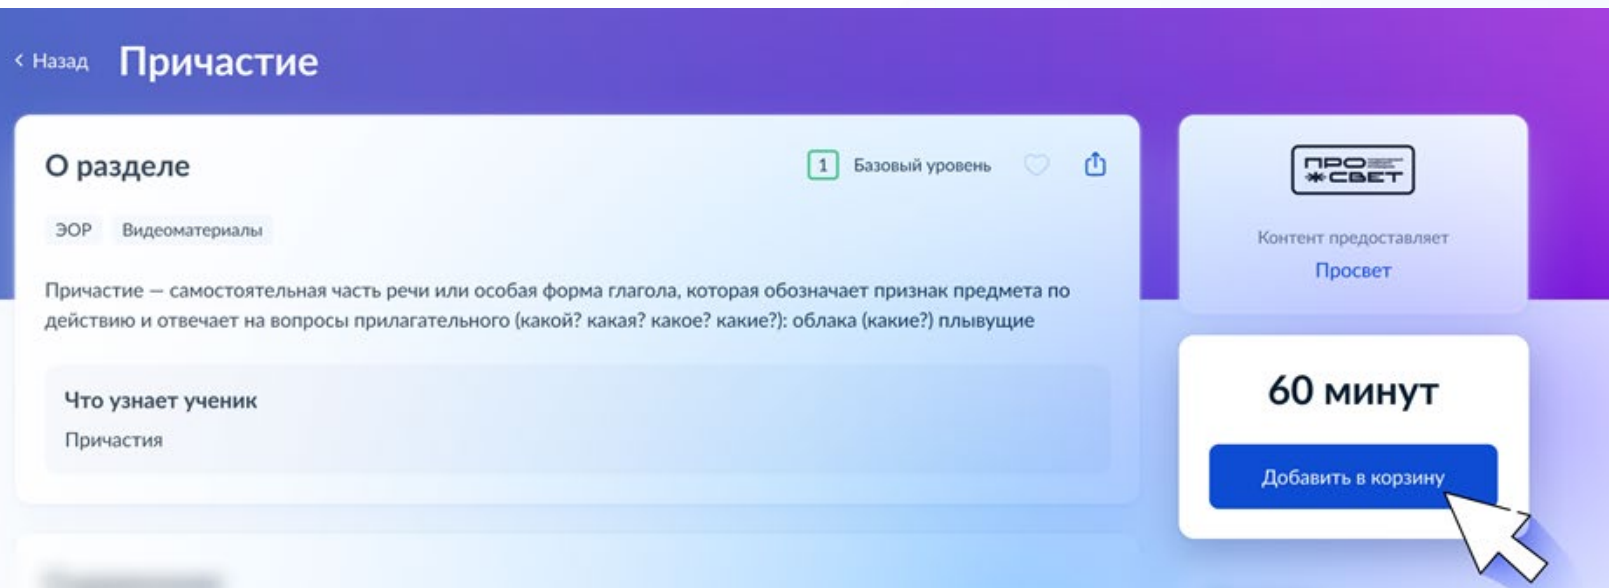 Назад
Причастие
О разделе
1 Базовый уровень
ЭОР Видеоматериалы
Причастие — самостоятельная часть речи или особая форма глагола, которая обозначает признак предмета по
действию и отвечает на вопросы прилагательного (какой? какая? какое? какие?): облака (какие?) плывущие
Что узнает ученик
Причастия
ПРО
СВЕТ
Контент предоставляет
Просвет
60 минут
Добавить в корзину